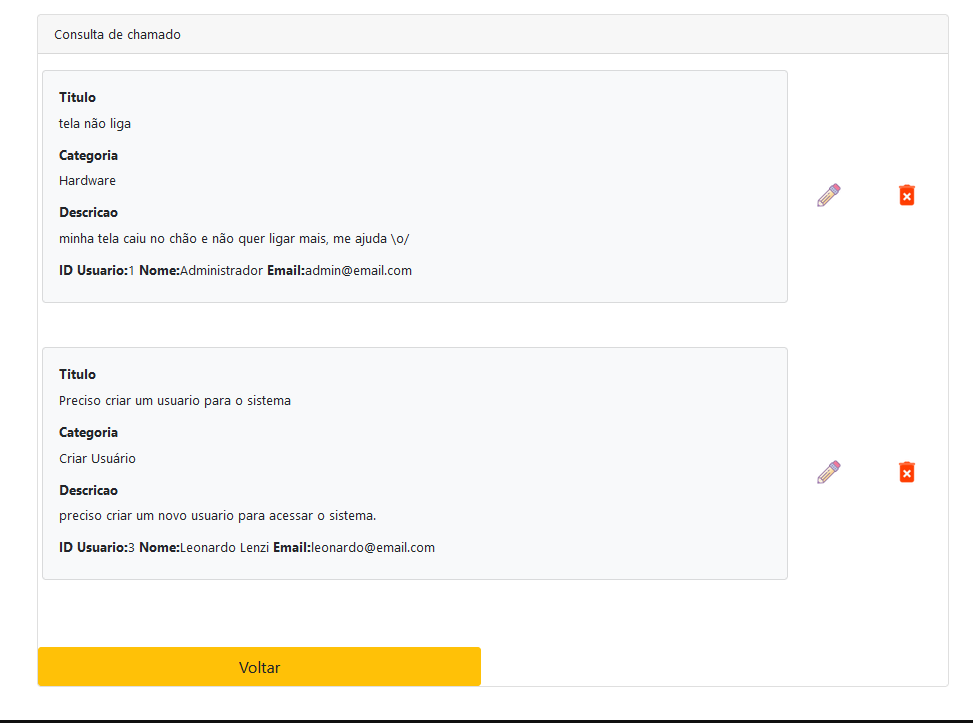 Consulta de chamado
Titulo
tela não liga
Categoria
Hardware
Descricao
minha tela caiu no chão e não quer ligar mais, me ajuda \o/
ID Usuario:1 Nome:Administrador Email:admin@email.com
Titulo
Preciso criar um usuario para o sistema
Categoria
Criar Usuário
Descricao
preciso criar um novo usuario para acessar o sistema.
ID Usuario:3 Nome:Leonardo Lenzi Email:leonardo@email.com
Voltar